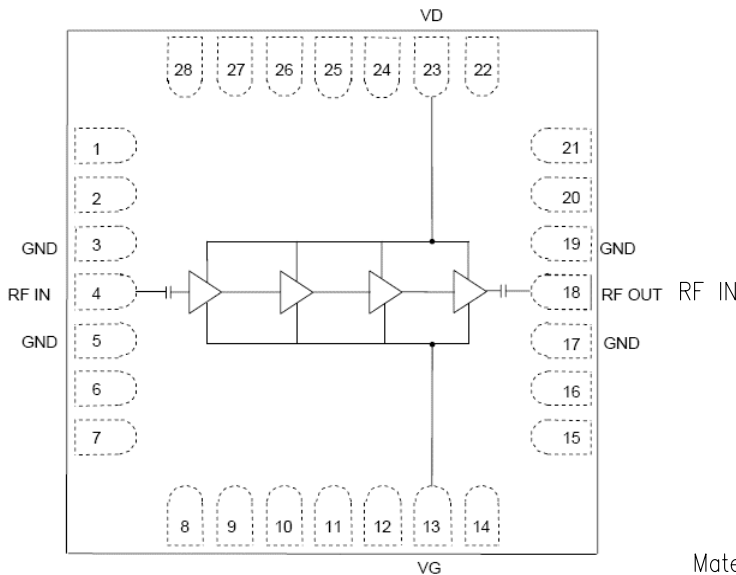 VD
28 27 26 25 24 23 22
1 21
2 20
GND 3 19 GND
RF IN 4 18 RF OUT RF IN
GND 5 17 GND
6 16
7 15
8 9 10 11 12 13 14
VG
Mate